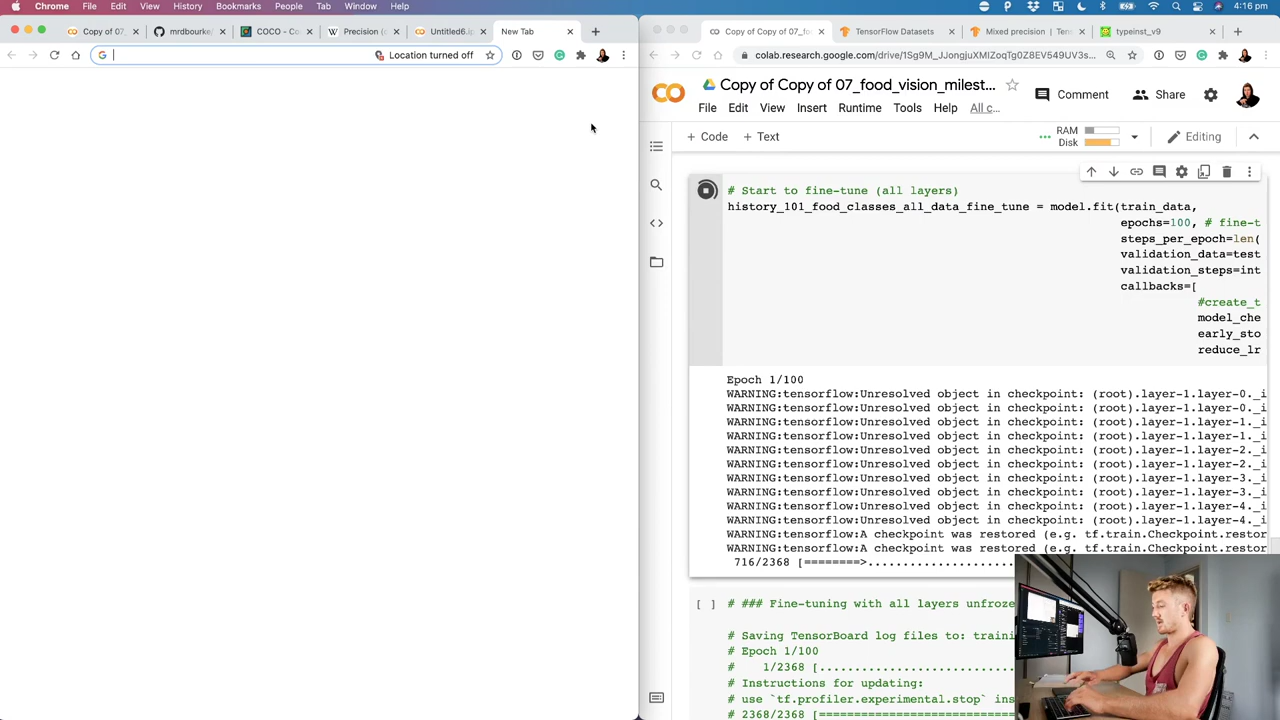 Chrome File Edit View History Bookmarks People Tab Window Help 4:16 pm
Copy of 07_ mrdbourke/ COCO - Co Precision ( Untitled6.ip New Tab
Location turned off
Copy of Copy of 07_fo TensorFlow Datasets Mixed precision | Tens typeinst_v9
colab.research.google.com/drive/1Sg9M_JJongjuXMIZoqTg0Z8EV549UV3s...
Copy of Copy of 07_food_vision_milest...
Comment Share
File Edit View Insert Runtime Tools Help All c...
+ Code + Text RAM Disk Editing
# Start to fine-tune (all layers)
history_101_food_classes_all_data_fine_tune = model.fit(train_data,
epochs=100, # fine-t
steps_per_epoch=len(
validation_data=test
validation_steps=int
callbacks=[
#create_t
model_che
early_sto
reduce_lr
Epoch 1/100
WARNING:tensorflow:Unresolved object in checkpoint: (root).layer-1.layer-0._i
WARNING:tensorflow:Unresolved object in checkpoint: (root).layer-1.layer-0._
WARNING:tensorflow:Unresolved object in checkpoint: (root).layer-1.layer-1._i
WARNING:tensorflow:Unresolved object in checkpoint: (root).layer-1.layer-1._
WARNING:tensorflow:Unresolved object in checkpoint: (root).layer-1.layer-2._i
WARNING:tensorflow:Unresolved object in checkpoint: (root).layer-1.layer-2._
WARNING:tensorflow:Unresolved object in checkpoint: (root).layer-1.layer-3._i
WARNING:tensorflow:Unresolved object in checkpoint: (root).layer-1.layer-3._
WARNING:tensorflow:Unresolved object in checkpoint: (root).layer-1.layer-4._i
WARNING:tensorflow:Unresolved object in checkpoint: (root).layer-1.layer-4._
WARNING:tensorflow:A checkpoint was restored (e.g. tf.train.Checkpoint.restor
WARNING:tensorflow:A checkpoint was restored (e.g. tf.train.Checkpoint.restor
716/2368 [========>.....................
[ ] # ### Fine-tuning with all layers unfroze
# Saving TensorBoard log files to: traini
# Epoch 1/100
# 1/2368 [..............................
# Instructions for updating:
# use `tf.profiler.experimental.stop` ins
# 2368/2368 [==============================